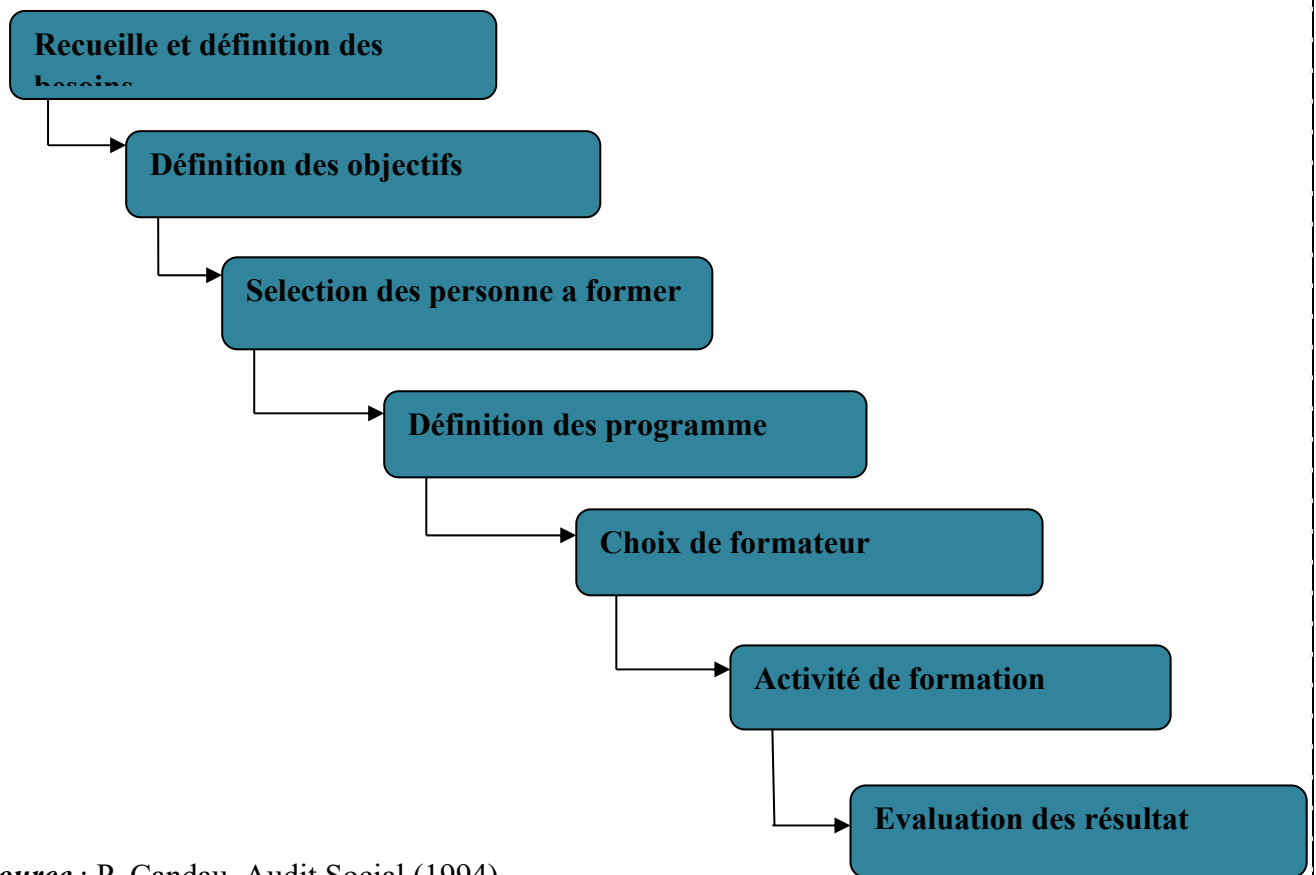 Recueille et définition des
besoins
Définition des objectifs
Selection des personne a former
Définition des programme
Choix de formateur
Activité de formation
Evaluation des résultat
: P. Candau, Audit Social (1994)